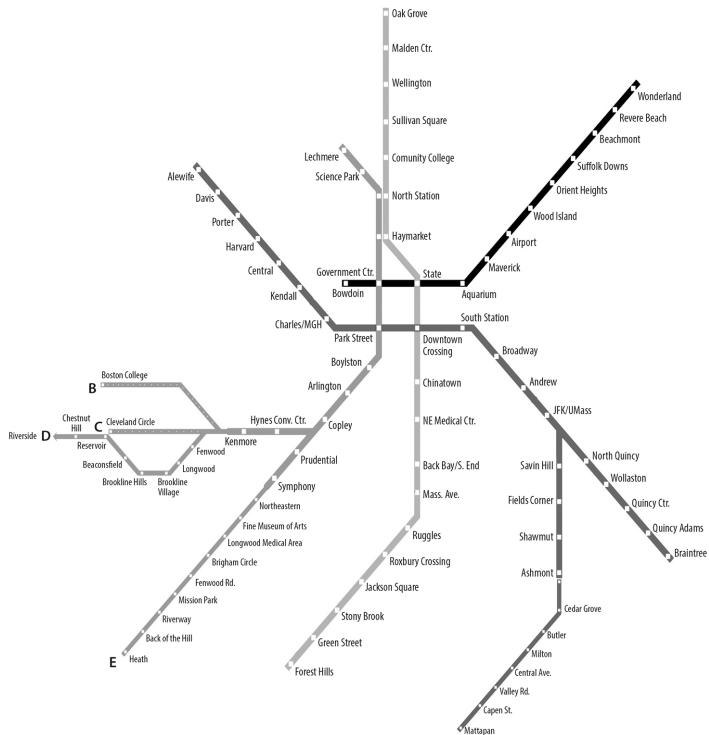 Oak Grove
Malden Ctr.
Wellington
Wonderland
Revere Beach
Sullivan Square
Beachmont
Lechmere
Comunity College
Suffolk Downs
Alewife
Science Park
Orient Heights
Davis
North Station
Wood Island
Porter
Harvard
Haymarket
Airport
Central
Maverick
Government Ctr.
State
Kendall
Bowdoin
Aquarium
Charles/MGH
South Station
Park Street
Downtown
Crossing
Broadway
Boylston
Boston College
B
Arlington
Chinatown
Andrew
Chestnut
Hill
C
Cleveland Circle
Hynes Conv. Ctr.
Copley
NE Medical Ctr.
JFK/UMass
Riverside
D
Reservoir
Kenmore
Fenwood
Prudential
North Quincy
Beaconsfield
Longwood
Back Bay/S. End
Savin Hill
Wollaston
Brookline Hills
Brookline
Village
Symphony
Mass. Ave.
Quincy Ctr.
Northeastern
Fields Corner
Fine Museum of Arts
Quincy Adams
Longwood Medical Area
Ruggles
Shawmut
Braintree
Brigham Circle
Roxbury Crossing
Ashmont
Fenwood Rd.
Jackson Square
Mission Park
Cedar Grove
Riverway
Stony Brook
Back of the Hill
Butler
Green Street
Milton
E
Heath
Forest Hills
Central Ave.
Valley Rd.
Capen St.
Mattapan